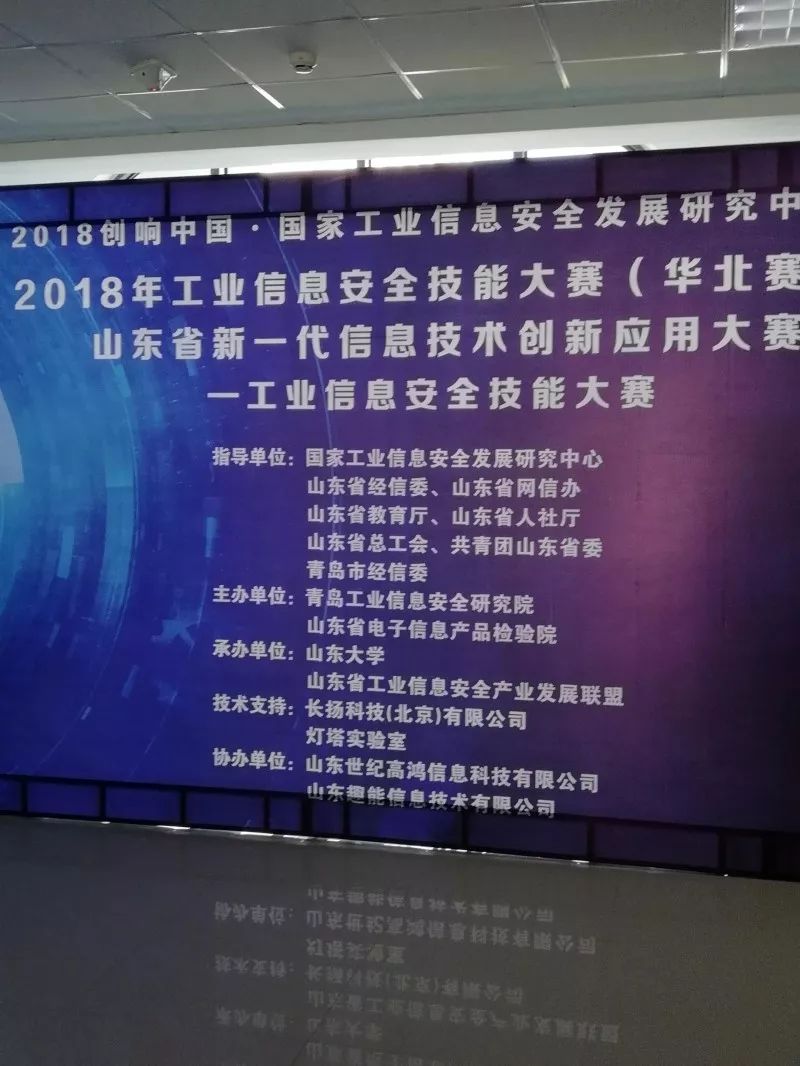 2018创响中国·国家工业信息安全发展研究中
2018年工业信息安全技能大赛（华北赛
山东省新一代信息技术创新应用大赛
—工业信息安全技能大赛
指导单位：国家工业信息安全发展研究中心
山东省经信委、山东省网信办
山东省教育厅、山东省人社厅
山东省总工会、共青团山东省委
青岛市经信委
主办单位：青岛工业信息安全研究院
山东省电子信息产品检验院
承办单位：山东大学
山东省工业信息安全产业发展联盟
技术支持：长扬科技(北京)有限公司
灯塔实验室
协办单位：山东世纪高鸿信息科技有限公司
山东趣能信息技术有限公司